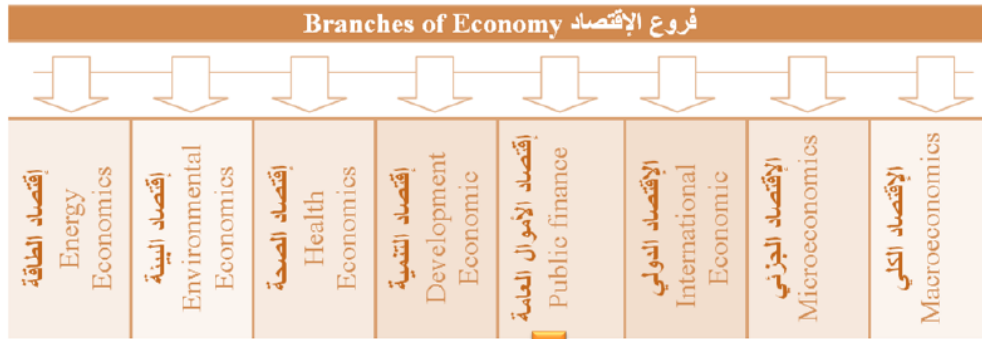 Branches of Economy فروع الإقتصاد
إقتصاد الطاقة
Energy
Economics
إقتصاد البيئة
Environmental
Economics
إقتصاد الصحة
Health
Economics
إقتصاد التنمية
Development
Economic
إقتصاد الأموال العامة
Public finance
الإقتصاد الدولي
International
Economic
الإقتصاد الجزئي
Microeconomics
الإقتصاد الكلي
Macroeconomics